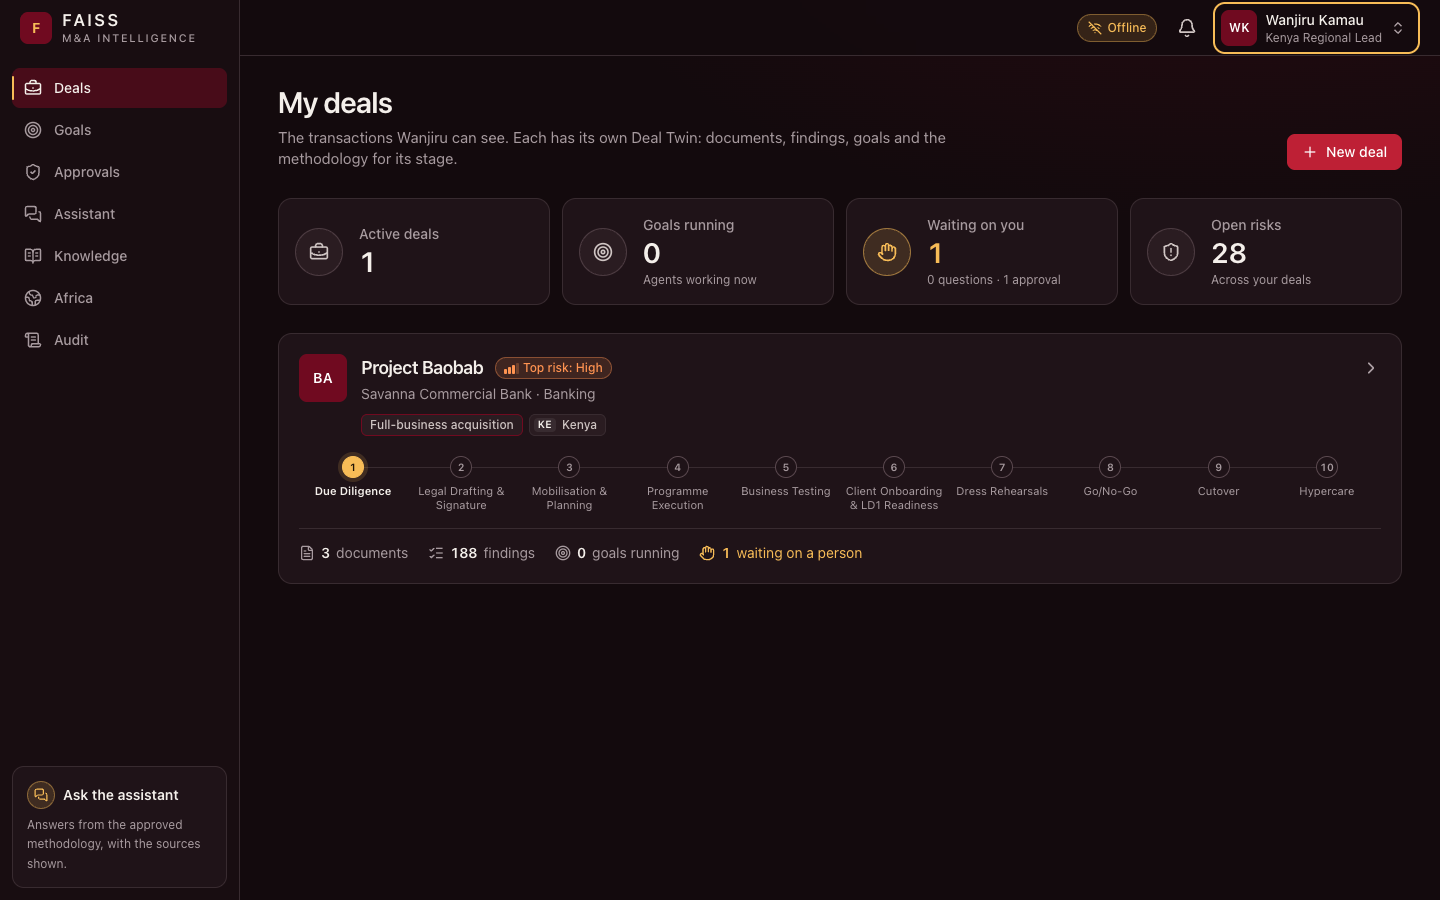 F
FAISS
M&A INTELLIGENCE
Deals
Goals
Approvals
Assistant
Knowledge
Africa
Audit
Ask the assistant
Answers from the approved
methodology, with the sources
shown.
Offline
WK
Wanjiru Kamau
Kenya Regional Lead
My deals
The transactions Wanjiru can see. Each has its own Deal Twin: documents, findings, goals and the
methodology for its stage.
New deal
Active deals
1
Goals running
0
Agents working now
Waiting on you
1
0 questions · 1 approval
Open risks
28
Across your deals
BA
Project Baobab
Top risk: High
Savanna Commercial Bank · Banking
Full-business acquisition
KE Kenya
1
Due Diligence
2
Legal Drafting &
Signature
3
Mobilisation &
Planning
4
Programme
Execution
5
Business Testing
6
Client Onboarding
& LD1 Readiness
7
Dress Rehearsals
8
Go/No-Go
9
Cutover
10
Hypercare
3 documents
188 findings
0 goals running
1 waiting on a person